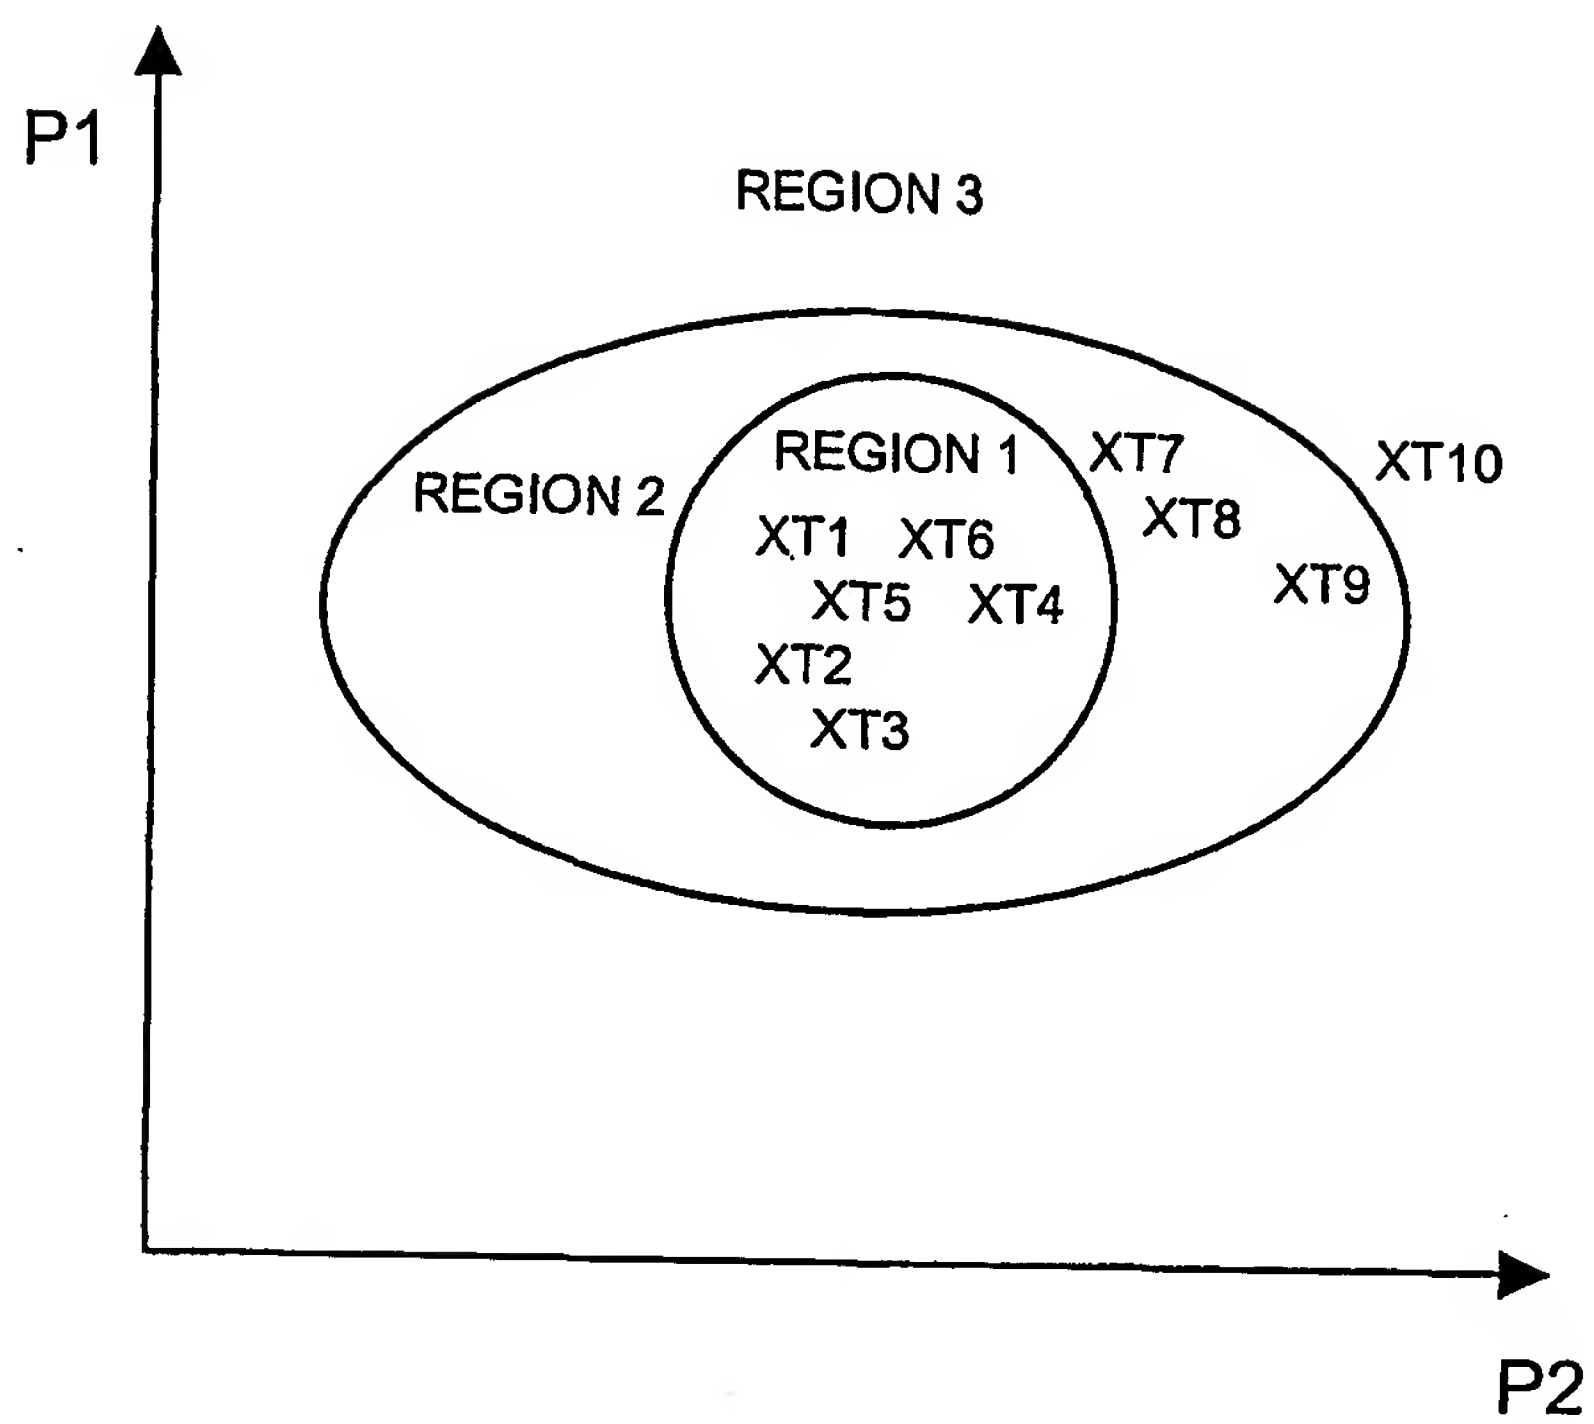 P1
REGION 3
REGION 1
XT7
XT10
REGION 2
XT8
XT1 XT6
XT9
XT5 XT4
XT2
XT3
P2